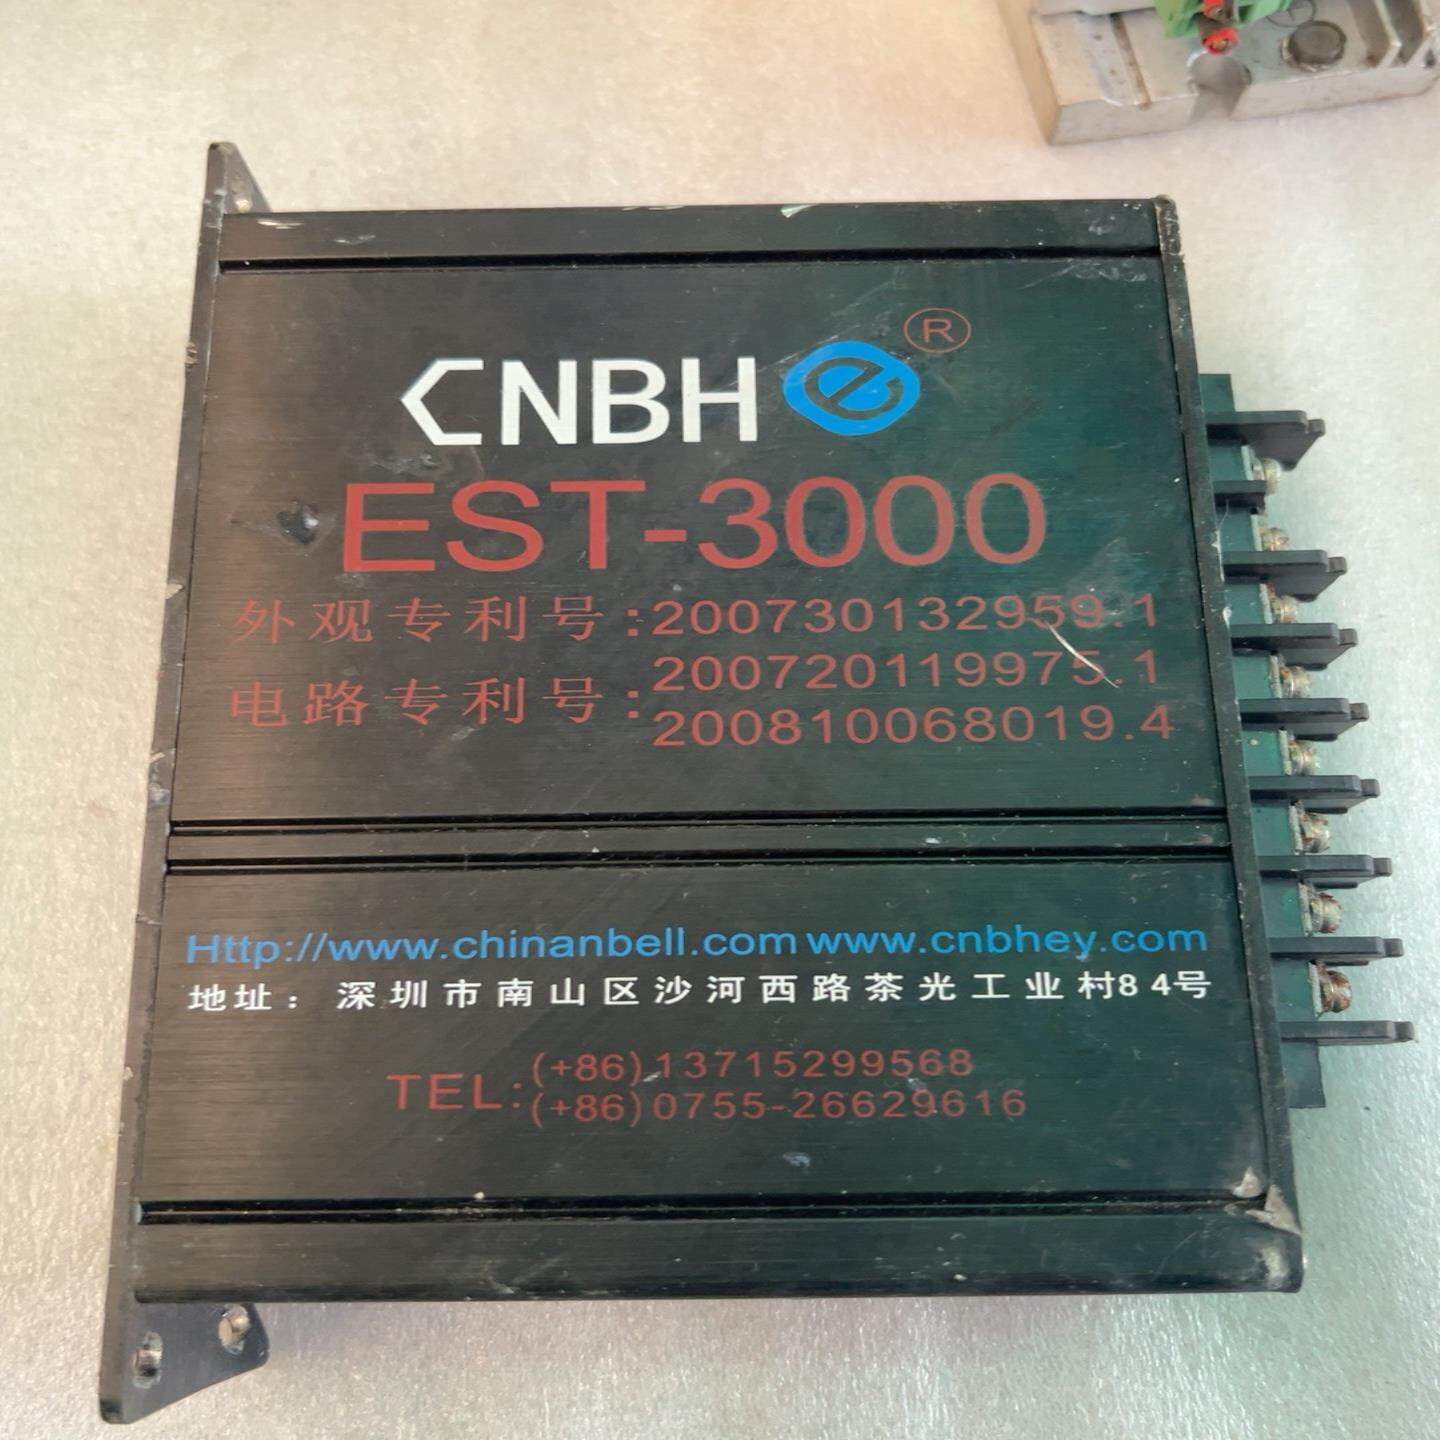 CNBH e ®
EST-3000
外观专利号:200730132959.1
电路专利号:200720119975.1
200810068019.4
Http://www.chinanbell.com www.cnbhey.com
地址：深圳市南山区沙河西路茶光工业村84号
TEL:(+86)13715299568
(+86)0755-26629616